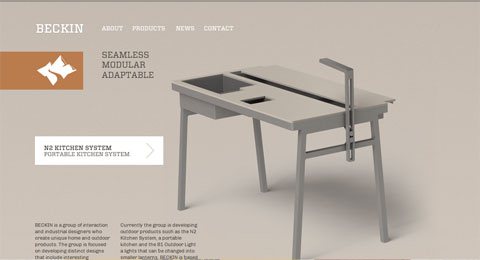 BECKIN
ABOUT PRODUCTS NEWS CONTACT
SEAMLESS
MODULAR
ADAPTABLE
N2 KITCHEN SYSTEM
PORTABLE KITCHEN SYSTEM
BECKIN is a group of interaction
and industrial designers who
create unique home and outdoor
products. The group is focused
on developing distinct designs
that include interesting
Currently the group is developing
outdoor products such as the N2
Kitchen System, a portable
kitchen and the B1 Outdoor Light
a lights that can be changed into
smaller lanterns. BECKIN is based